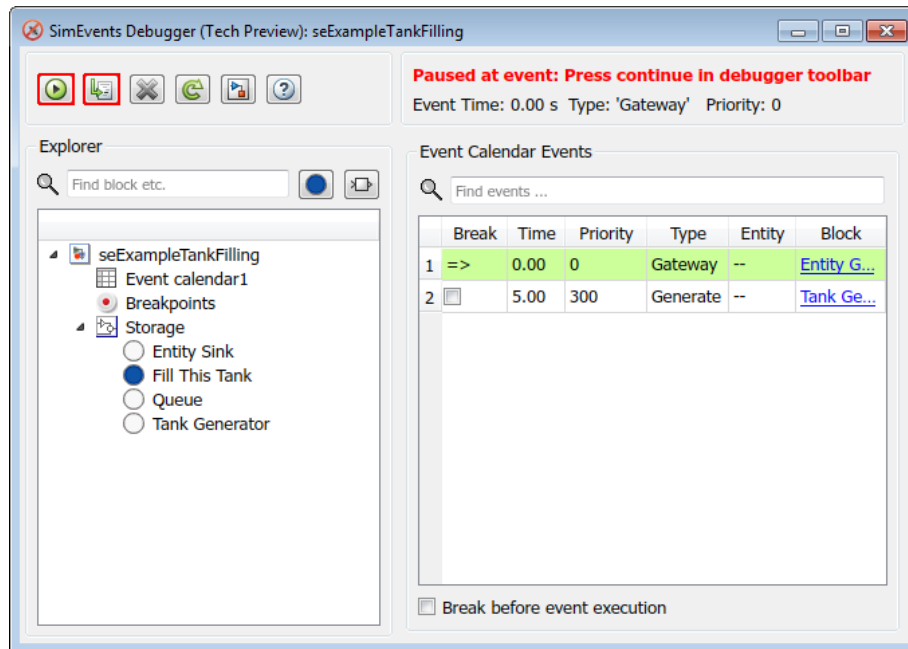 SimEvents Debugger (Tech Preview): seExampleTankFilling
Paused at event: Press continue in debugger toolbar
Event Time: 0.00 s Type: 'Gateway' Priority: 0
Explorer
Find block etc.
seExampleTankFilling
Event calendar1
Breakpoints
Storage
Entity Sink
Fill This Tank
Queue
Tank Generator
Event Calendar Events
Find events ...
Break Time Priority Type Entity Block
1 => 0.00 0 Gateway -- Entity G...
2 5.00 300 Generate -- Tank Ge...
Break before event execution